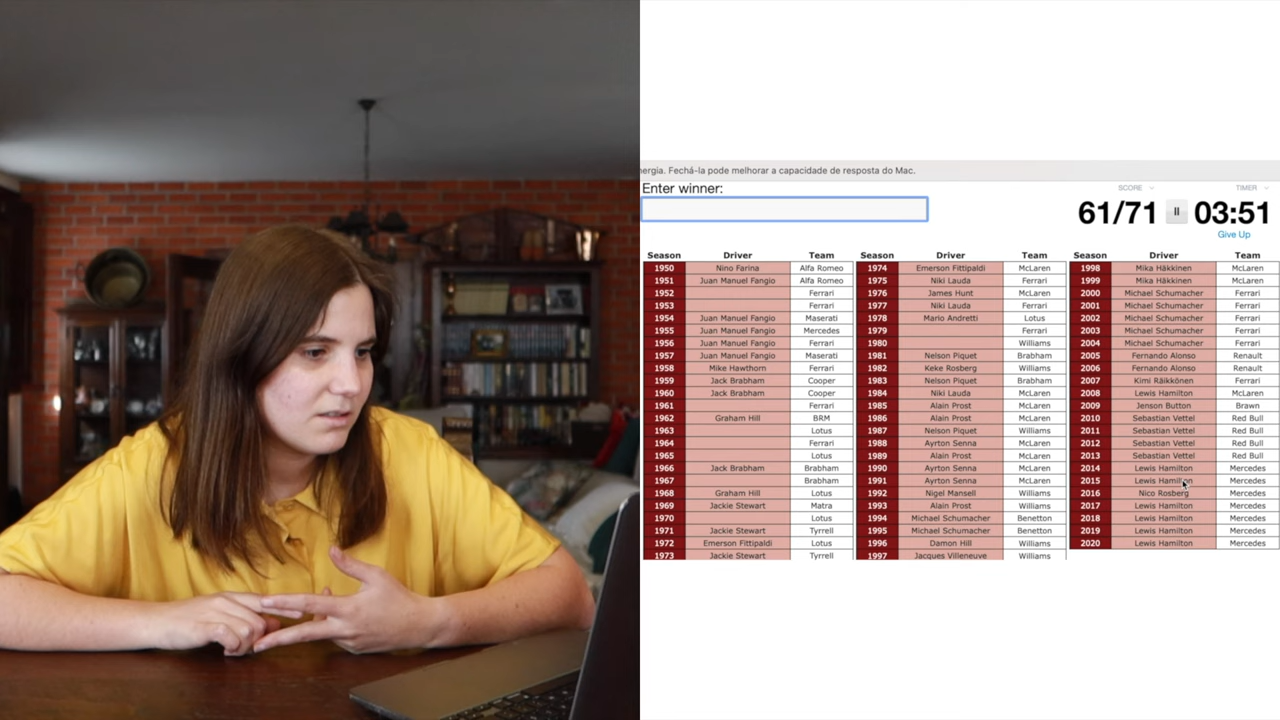 nergia. Fechá-la pode melhorar a capacidade de resposta do Mac.
Enter winner:
SCORE TIMER
61/71 03:51
Give Up
Season Driver Team
1950 Nino Farina Alfa Romeo
1951 Juan Manuel Fangio Alfa Romeo
1952 Ferrari
1953 Ferrari
1954 Juan Manuel Fangio Maserati
1955 Juan Manuel Fangio Mercedes
1956 Juan Manuel Fangio Ferrari
1957 Juan Manuel Fangio Maserati
1958 Mike Hawthorn Ferrari
1959 Jack Brabham Cooper
1960 Jack Brabham Cooper
1961 Ferrari
1962 Graham Hill BRM
1963 Lotus
1964 Ferrari
1965 Lotus
1966 Jack Brabham Brabham
1967 Brabham
1968 Graham Hill Lotus
1969 Jackie Stewart Matra
1970 Lotus
1971 Jackie Stewart Tyrrell
1972 Emerson Fittipaldi Lotus
1973 Jackie Stewart Tyrrell
Season Driver Team
1974 Emerson Fittipaldi McLaren
1975 Niki Lauda Ferrari
1976 James Hunt McLaren
1977 Niki Lauda Ferrari
1978 Mario Andretti Lotus
1979 Ferrari
1980 Williams
1981 Nelson Piquet Brabham
1982 Keke Rosberg Williams
1983 Nelson Piquet Brabham
1984 Niki Lauda McLaren
1985 Alain Prost McLaren
1986 Alain Prost McLaren
1987 Nelson Piquet Williams
1988 Ayrton Senna McLaren
1989 Alain Prost McLaren
1990 Ayrton Senna McLaren
1991 Ayrton Senna McLaren
1992 Nigel Mansell Williams
1993 Alain Prost Williams
1994 Michael Schumacher Benetton
1995 Michael Schumacher Benetton
1996 Damon Hill Williams
1997 Jacques Villeneuve Williams
Season Driver Team
1998 Mika Häkkinen McLaren
1999 Mika Häkkinen McLaren
2000 Michael Schumacher Ferrari
2001 Michael Schumacher Ferrari
2002 Michael Schumacher Ferrari
2003 Michael Schumacher Ferrari
2004 Michael Schumacher Ferrari
2005 Fernando Alonso Renault
2006 Fernando Alonso Renault
2007 Kimi Räikkönen Ferrari
2008 Lewis Hamilton McLaren
2009 Jenson Button Brawn
2010 Sebastian Vettel Red Bull
2011 Sebastian Vettel Red Bull
2012 Sebastian Vettel Red Bull
2013 Sebastian Vettel Red Bull
2014 Lewis Hamilton Mercedes
2015 Lewis Hamilton Mercedes
2016 Nico Rosberg Mercedes
2017 Lewis Hamilton Mercedes
2018 Lewis Hamilton Mercedes
2019 Lewis Hamilton Mercedes
2020 Lewis Hamilton Mercedes